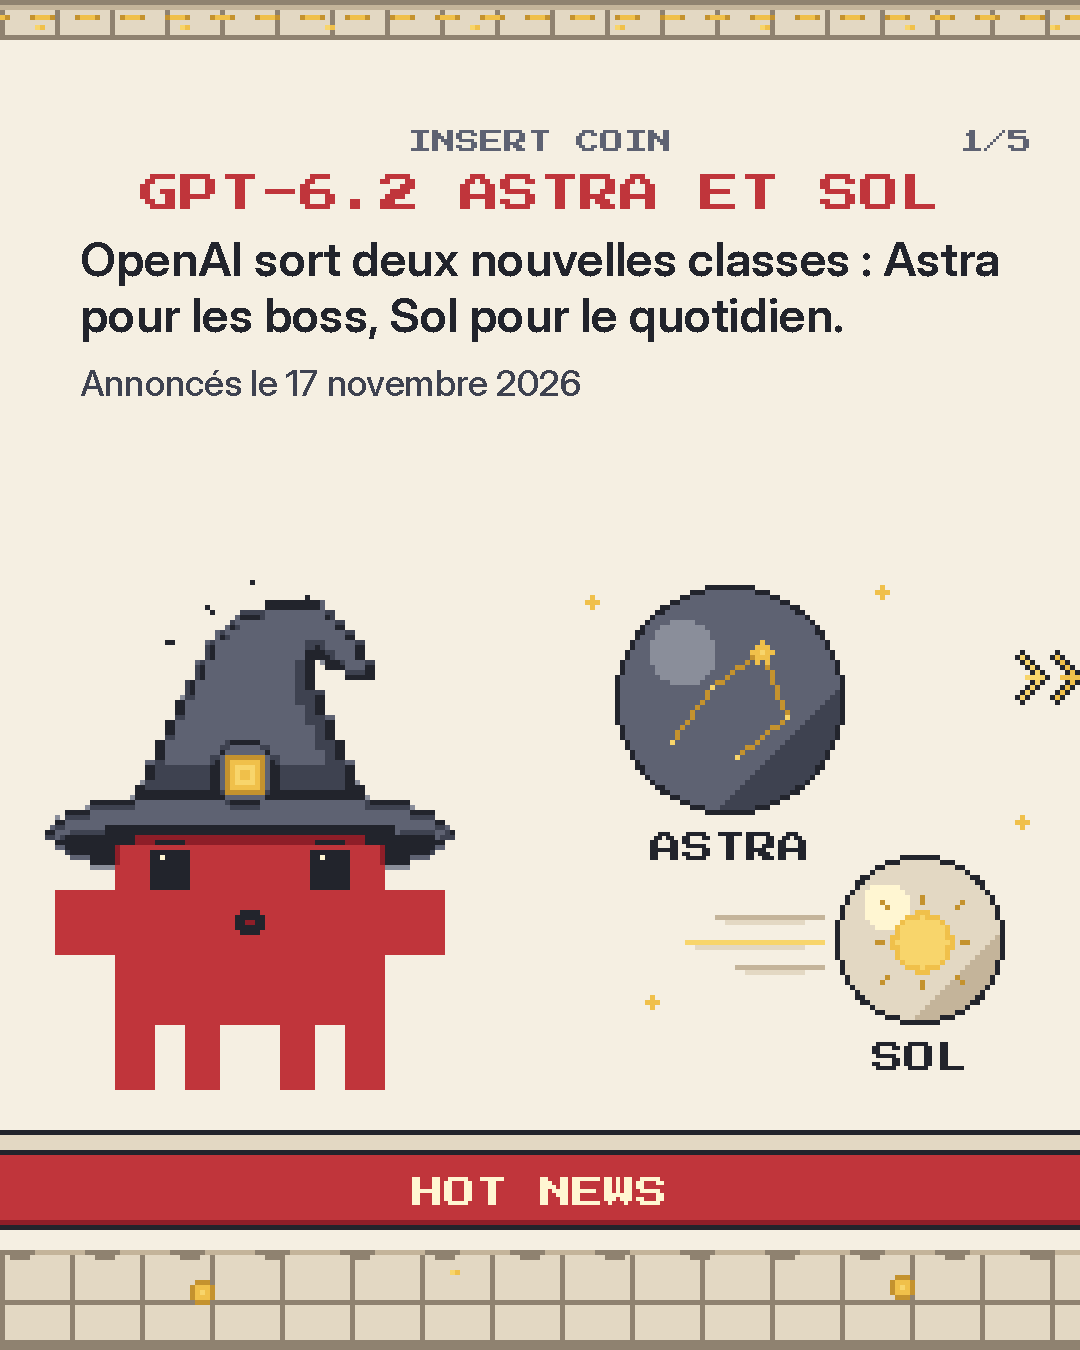 INSERT COIN
1/5
GPT-6.2 ASTRA ET SOL
OpenAI sort deux nouvelles classes : Astra
pour les boss, Sol pour le quotidien.
Annoncés le 17 novembre 2026
ASTRA
SOL
HOT NEWS